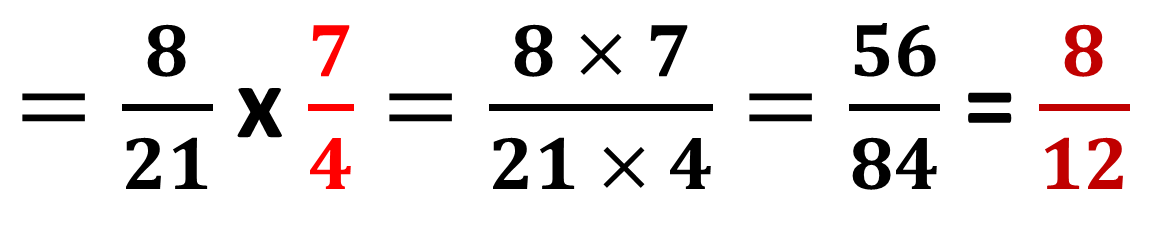 = 8/21 x 7/4 = 8 × 7/21 × 4 = 56/84 = 8/12